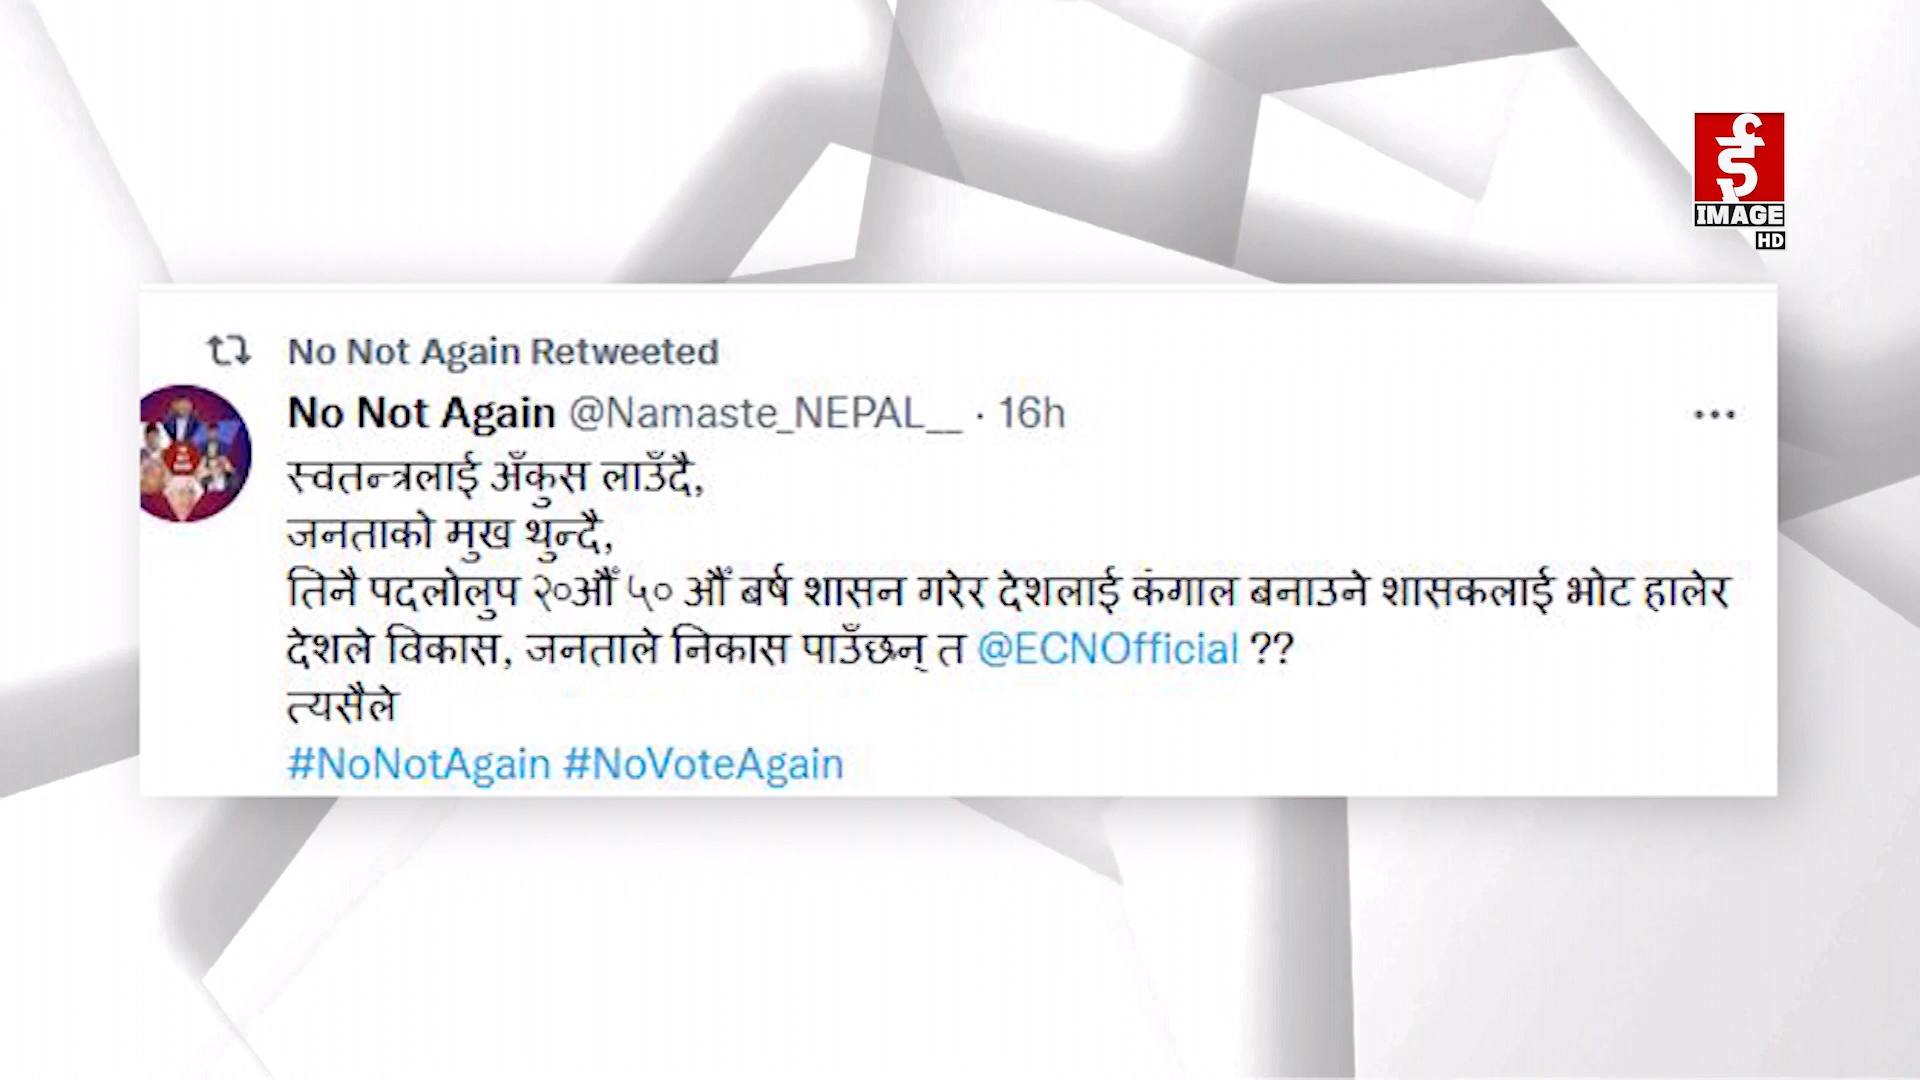 IMAGE
HD
No Not Again Retweeted
No Not Again @Namaste_NEPAL__ · 16h
स्वतन्त्रलाई अँकुस लाउँदै,
जनताको मुख थुन्दै,
तिनै पदलोलुप २०औँ ५० औँ बर्ष शासन गरेर देशलाई कंगाल बनाउने शासकलाई भोट हालेर
देशले विकास, जनताले निकास पाउँछन् त @ECNOfficial ??
त्यसैले
#NoNotAgain #NoVoteAgain